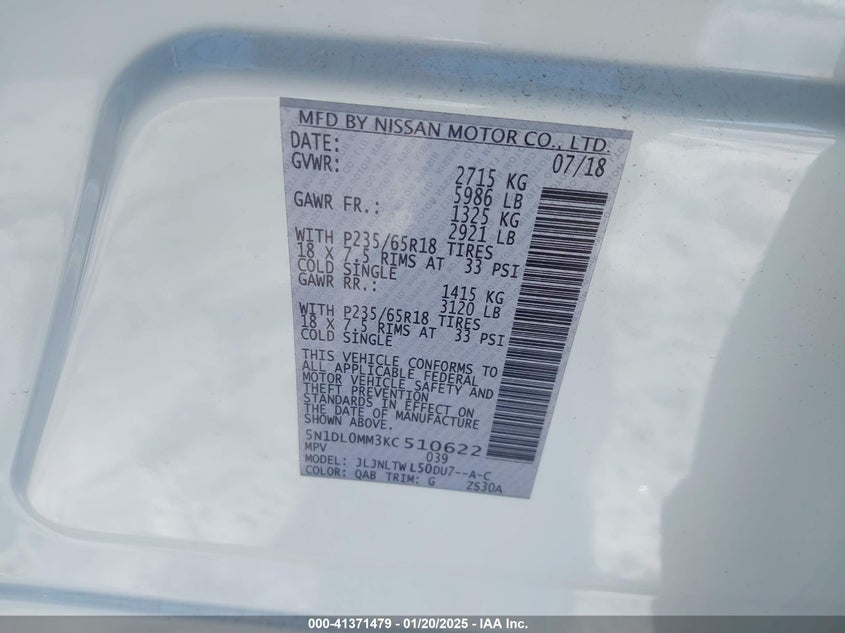 MFD BY NISSAN MOTOR CO., LTD.
DATE: 07/18
GVWR: 2715 KG
5986 LB
GAWR FR.: 1325 KG
2921 LB
WITH P235/65R18 TIRES
18 X 7.5 RIMS AT 33 PSI
COLD SINGLE
GAWR RR.: 1415 KG
3120 LB
WITH P235/65R18 TIRES
18 X 7.5 RIMS AT 33 PSI
COLD SINGLE
THIS VEHICLE CONFORMS TO
ALL APPLICABLE FEDERAL
MOTOR VEHICLE SAFETY AND
THEFT PREVENTION
STANDARDS IN EFFECT ON
THE DATE OF MANUFACTURE
SHOWN ABOVE.
5N1DL0MM3KC510622
MPV 039
MODEL: JLJNLTWL50DU7--A-C
COLOR: QAB TRIM: G ZS30A
000-41371479 — 01/20/2025 — IAA Inc.